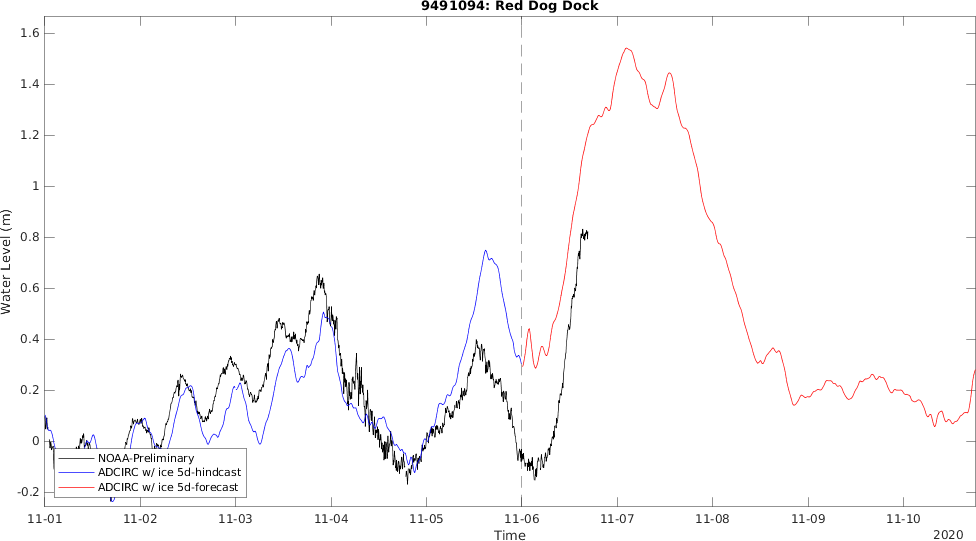 9491094: Red Dog Dock
1.6
1.4
1.2
1
0.8
0.6
0.4
0.2
0
-0.2
Water Level (m)
NOAA-Preliminary
ADCIRC w/ ice 5d-hindcast
ADCIRC w/ ice 5d-forecast
11-01 11-02 11-03 11-04 11-05 11-06 11-07 11-08 11-09 11-10
Time
2020